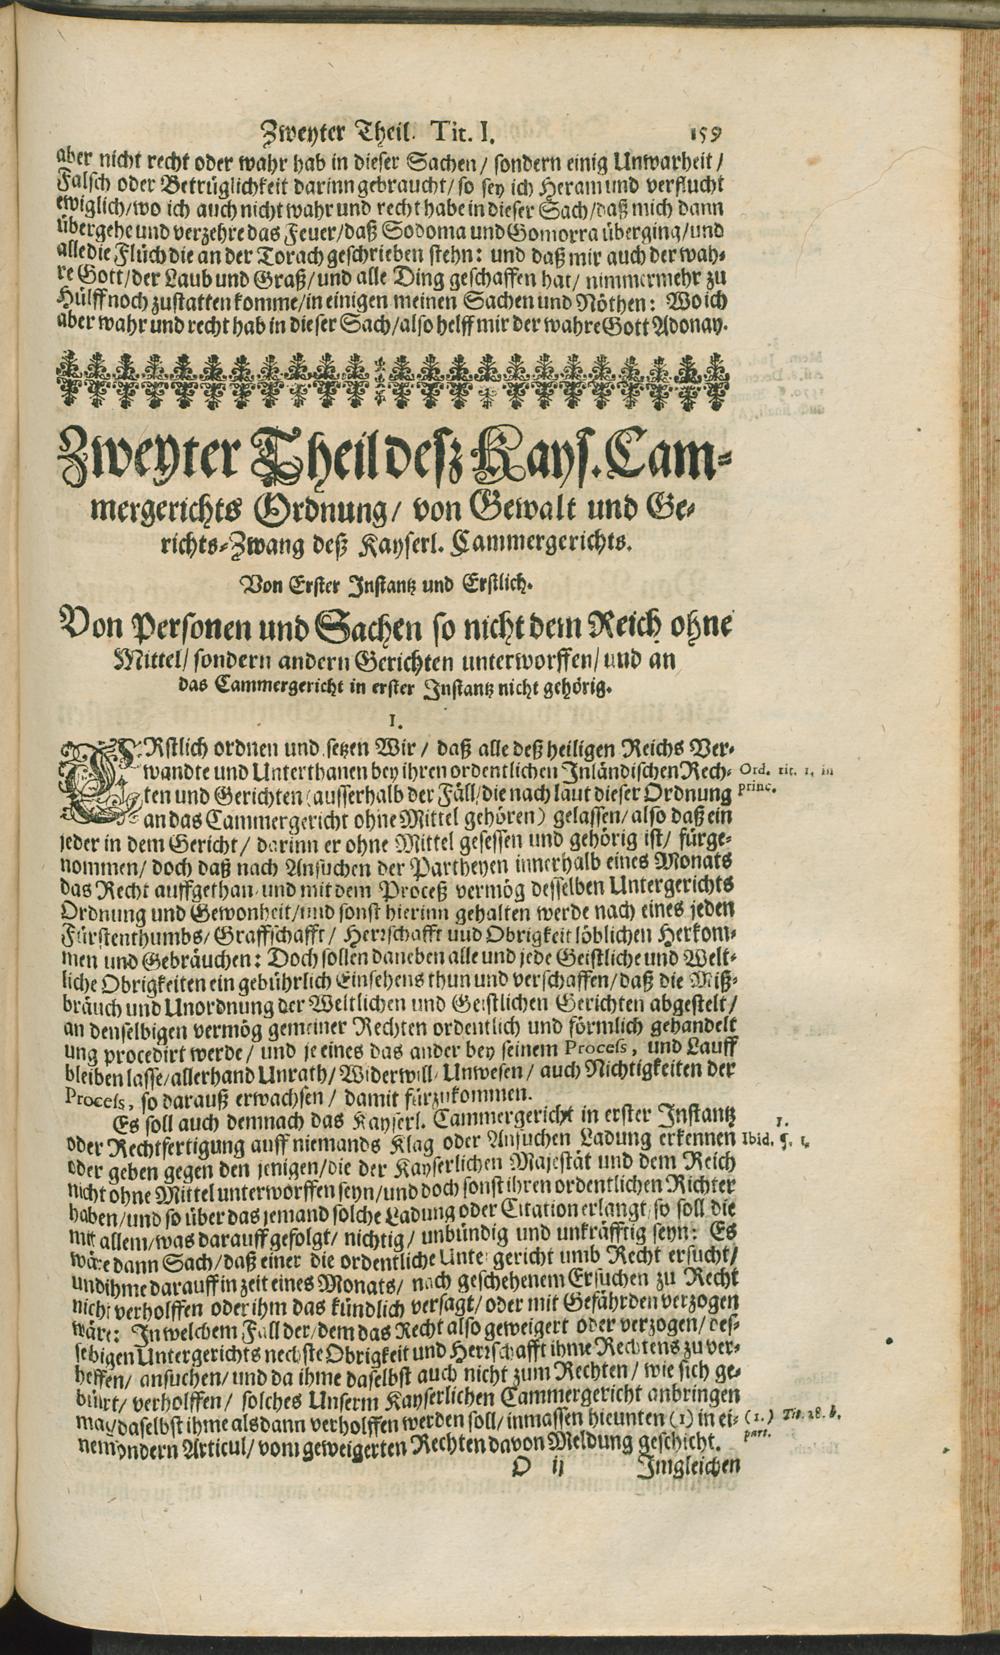 Zweyter Theil. Tit. I. 159
aber nicht recht oder wahr hab in dieser Sachen / sondern einig Unwarheit /
Falsch oder Betrüglichkeit darinn gebraucht / so sey ich Heram und verflucht
ewiglich / wo ich auch nicht wahr und recht habe in dieser Sach / daß mich dann
übergehe und verzehre das Feuer / daß Sodoma und Gomorra überging / und
alle die Flüch die an der Torach geschrieben stehn: und daß mir auch der wah-
re Gott / der Laub und Graß / und alle Ding geschaffen hat / nimmermehr zu
Hülff noch zustatten komme / in einigen meinen Sachen und Nöthen: Wo ich
aber wahr und recht hab in dieser Sach / also helff mir der wahre Gott Adonay.
Zweyter Theil deß Kays. Cam-
mergerichts Ordnung / von Gewalt und Ge-
richts-Zwang deß Kayserl. Cammergerichts.
Von Erster Instantz und Erstlich.
Von Personen und Sachen so nicht dem Reich ohne
Mittel / sondern andern Gerichten unterworffen / und an
das Cammergericht in erster Instantz nicht gehörig.
I.
ERstlich ordnen und setzen Wir / daß alle deß heiligen Reichs Ver-
wandte und Unterthanen bey ihren ordentlichen Inländischen Rech- Ord. tit. 1. in
ten und Gerichten (ausserhalb der Fäll / die nach laut dieser Ordnung princ.
an das Cammergericht ohne Mittel gehören) gelassen / also daß ein
jeder in dem Gericht / darinn er ohne Mittel gesessen und gehörig ist / fürge-
nommen / doch daß nach Ansuchen der Partheyen innerhalb eines Monats
das Recht auffgethan / und mit dem Proceß vermög desselben Untergerichts
Ordnung und Gewonheit / und sonst hierinn gehalten werde nach eines jeden
Fürstenthumbs / Graffschafft / Herrschafft uud Obrigkeit löblichen Herkom-
men und Gebräuchen: Doch sollen daneben alle und jede Geistliche und Welt-
liche Obrigkeiten ein gebührlich Einsehens thun und verschaffen / daß die Miß-
bräuch und Unordnung der Weltlichen und Geistlichen Gerichten abgestelt /
an denselbigen vermög gemeiner Rechten ordentlich und förmlich gehandelt
ung procedirt werde / und je eines das ander bey seinem Process, und Lauff
bleiben lasse / allerhand Unrath / Widerwill / Unwesen / auch Nichtigkeiten der
Process, so darauß erwachsen / damit fürzukommen.
Es soll auch demnach das Kayserl. Cammergericht in erster Instantz 1.
oder Rechtfertigung auff niemands Klag oder Ansuchen Ladung erkennen Ibid. §. 1.
oder geben gegen den jenigen / die der Kayserlichen Majestät und dem Reich
nicht ohne Mittel unterworffen seyn / und doch sonst ihren ordentlichen Richter
haben / und so über das jemand solche Ladung oder Citation erlangt / so soll die
mit allem / was darauff gefolgt / nichtig / unbündig und unkräfftig seyn: Es
wäre dann Sach / daß einer die ordentliche Untergericht umb Recht ersucht /
und ihme darauff in zeit eines Monats / nach geschehenem Ersuchen zu Recht
nicht verholffen oder ihm das kündlich versagt / oder mit Gefährden verzogen
wäre: In welchem Fall der / dem das Recht also geweigert oder verzogen / des-
selbigen Untergerichts nechste Obrigkeit und Herrschafft ihme Rechtens zu ver-
helffen / ansuchen / und da ihme daselbst auch nicht zum Rechten / wie sich ge-
bührt / verholffen / solches Unserm Kayserlichen Cammergericht anbringen
mag / daselbst ihme alsdann verholffen werden soll / inmassen hieunten (1) in ei- (1.) Tit. 28. h.
nem sondern Articul / vom geweigerten Rechten davon Meldung geschicht. part.
O ij Imgleichen